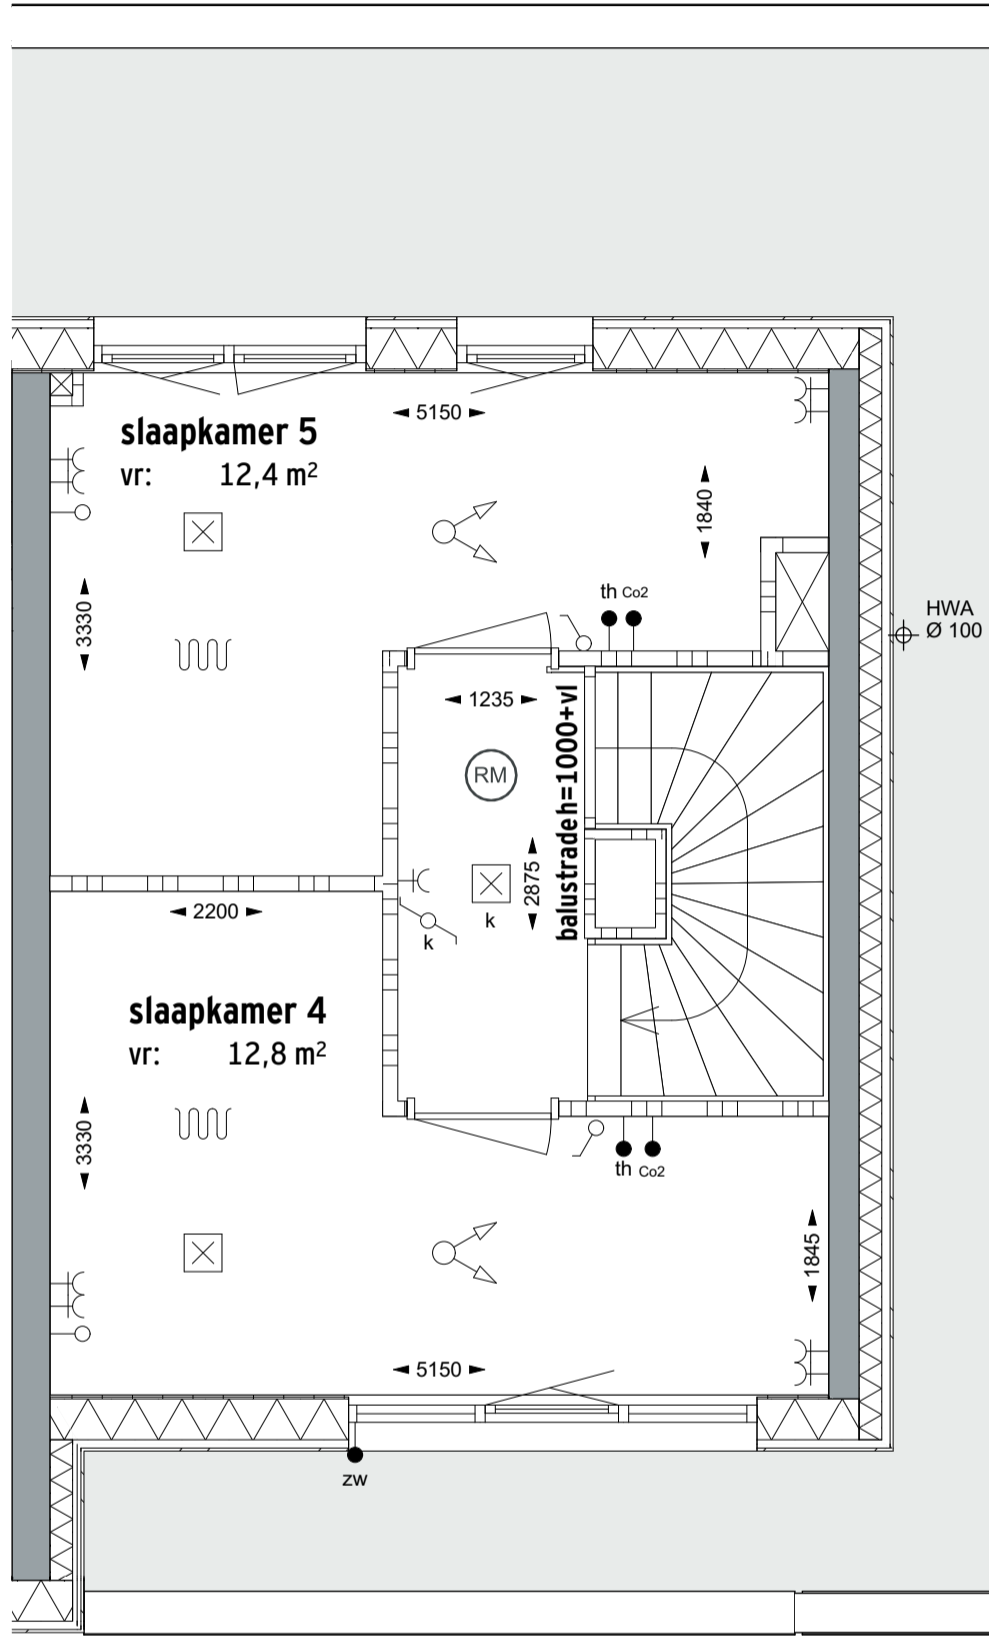 5150
slaapkamer 5
vr: 12,4 m²
1840
3330
th Co2
HWA
Ø 100
1235
balustrade h=1000+vl
RM
2875
k
k
2200
slaapkamer 4
vr: 12,8 m²
3330
th Co2
1845
5150
zw